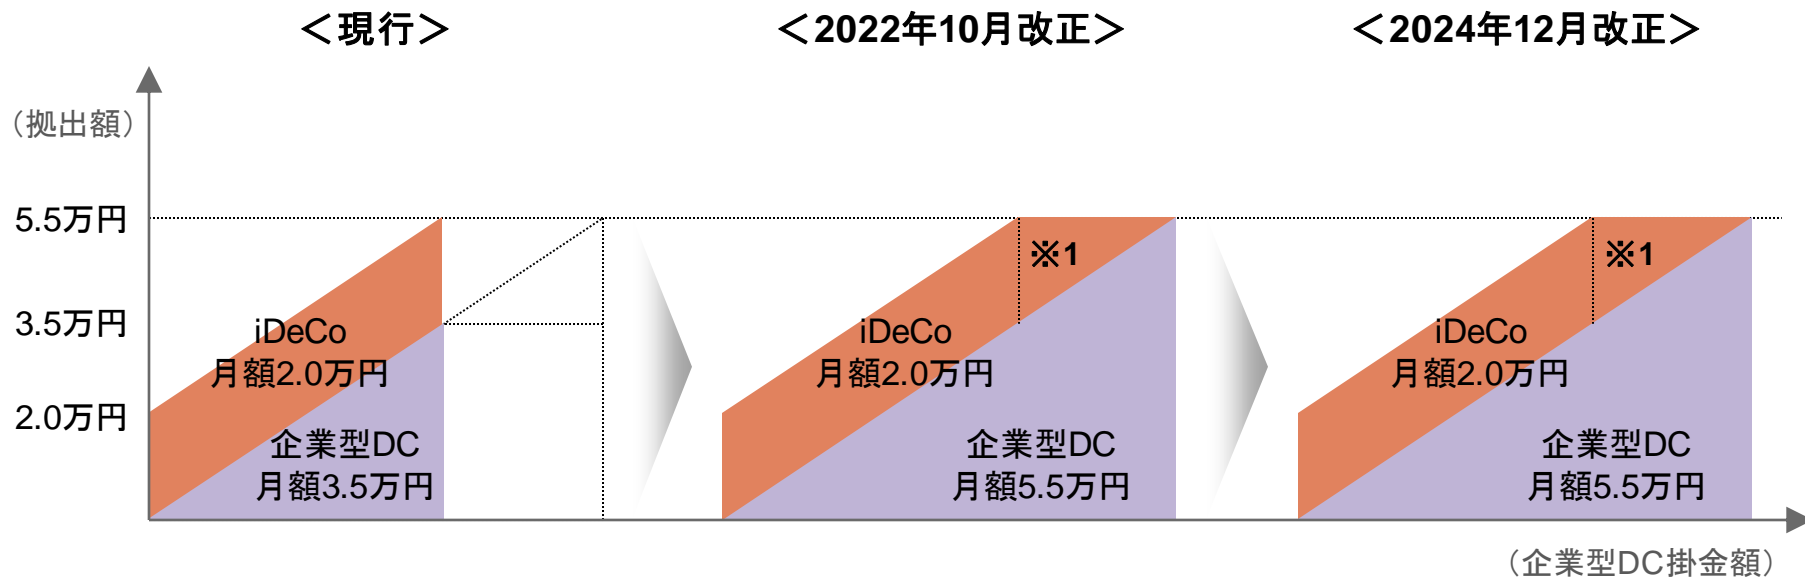 ＜現行＞
＜2022年10月改正＞
＜2024年12月改正＞
（拠出額）
5.5万円
3.5万円
2.0万円
iDeCo
月額2.0万円
企業型DC
月額3.5万円
※1
iDeCo
月額2.0万円
企業型DC
月額5.5万円
※1
iDeCo
月額2.0万円
企業型DC
月額5.5万円
（企業型DC掛金額）